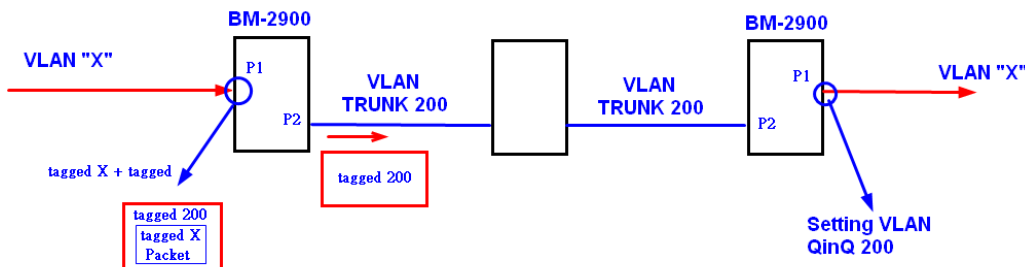 BM-2900
BM-2900
VLAN "X"
P1
VLAN
TRUNK 200
VLAN
TRUNK 200
P1
VLAN "X"
P2
P2
tagged X + tagged
tagged 200
tagged 200
tagged X
Packet
Setting VLAN
QinQ 200